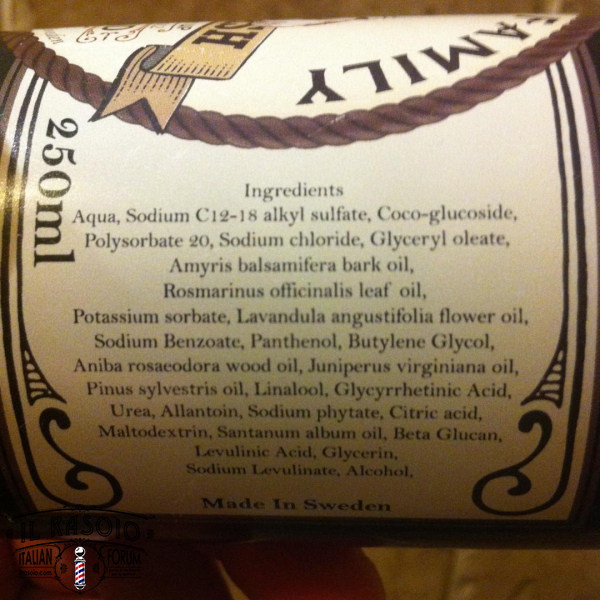 FAMILY
SH
250ml
Ingredients
Aqua, Sodium C12-18 alkyl sulfate, Coco-glucoside,
Polysorbate 20, Sodium chloride, Glyceryl oleate,
Amyris balsamifera bark oil,
Rosmarinus officinalis leaf oil,
Potassium sorbate, Lavandula angustifolia flower oil,
Sodium Benzoate, Panthenol, Butylene Glycol,
Aniba rosaeodora wood oil, Juniperus virginiana oil,
Pinus sylvestris oil, Linalool, Glycyrrhetinic Acid,
Urea, Allantoin, Sodium phytate, Citric acid,
Maltodextrin, Santanum album oil, Beta Glucan,
Levulinic Acid, Glycerin,
Sodium Levulinate, Alcohol,
Made In Sweden
IL RASOIO
ITALIAN FORUM